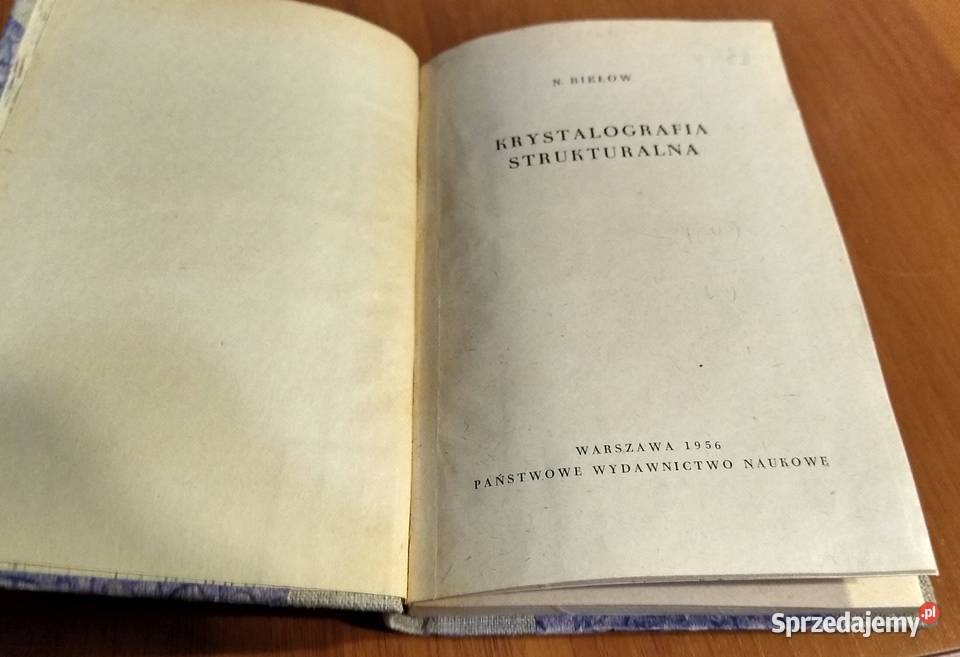 N. BIEŁOW
KRYSTALOGRAFIA
STRUKTURALNA
WARSZAWA 1956
PAŃSTWOWE WYDAWNICTWO NAUKOWE
Sprzedajemy.pl